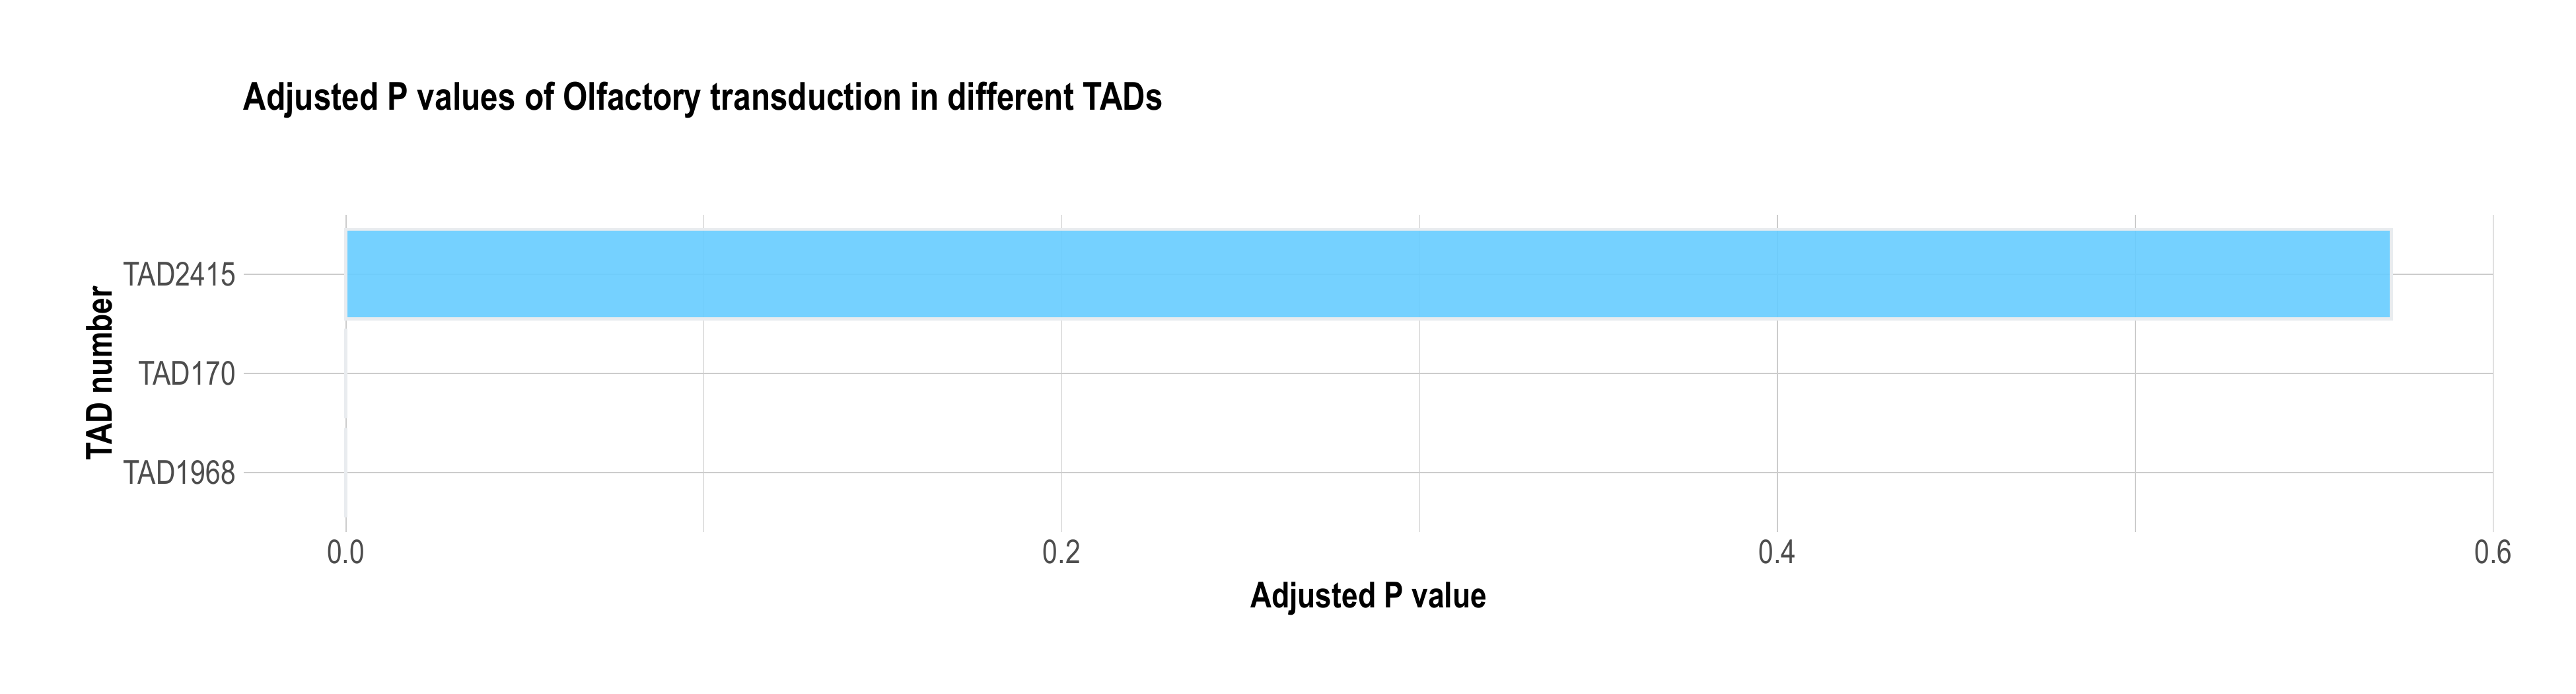 Adjusted P values of Olfactory transduction in different TADs
TAD number
TAD2415
TAD170
TAD1968
0.0 0.2 0.4 0.6
Adjusted P value